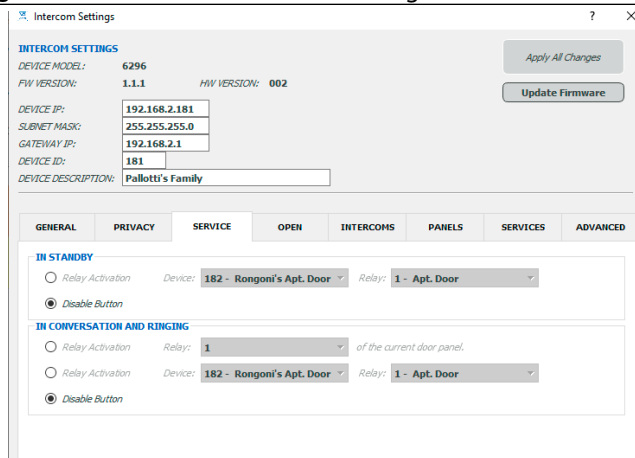 Intercom Settings ? ×
INTERCOM SETTINGS
DEVICE MODEL: 6296
FW VERSION: 1.1.1 HW VERSION: 002
Apply All Changes
Update Firmware
DEVICE IP: 192.168.2.181
SUBNET MASK: 255.255.255.0
GATEWAY IP: 192.168.2.1
DEVICE ID: 181
DEVICE DESCRIPTION: Pallotti's Family
GENERAL PRIVACY SERVICE OPEN INTERCOMS PANELS SERVICES ADVANCED
IN STANDBY
Relay Activation Device: 182 - Rongoni's Apt. Door Relay: 1 - Apt. Door
Disable Button
IN CONVERSATION AND RINGING
Relay Activation Relay: 1 of the current door panel.
Relay Activation Device: 182 - Rongoni's Apt. Door Relay: 1 - Apt. Door
Disable Button